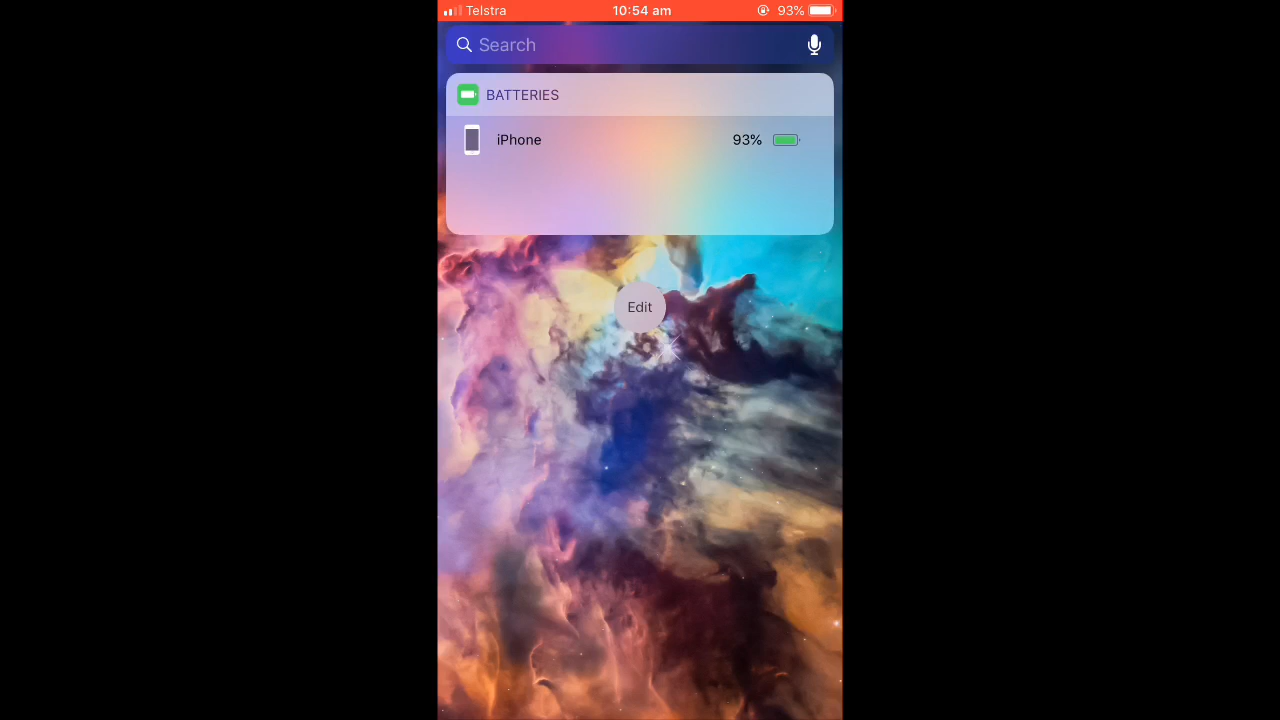 Telstra 10:54 am 93%
Search
BATTERIES
iPhone 93%
Edit